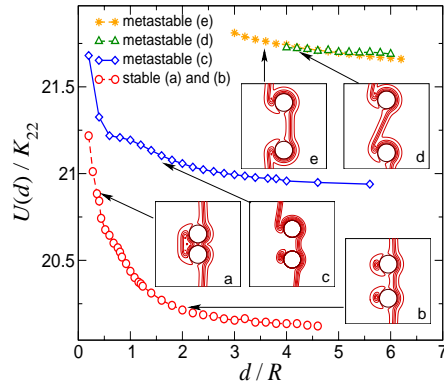 metastable (e)
metastable (d)
metastable (c)
stable (a) and (b)
21.5
21
20.5
U(d) / K22
e
d
a
c
b
0 1 2 3 4 5 6 7
d / R